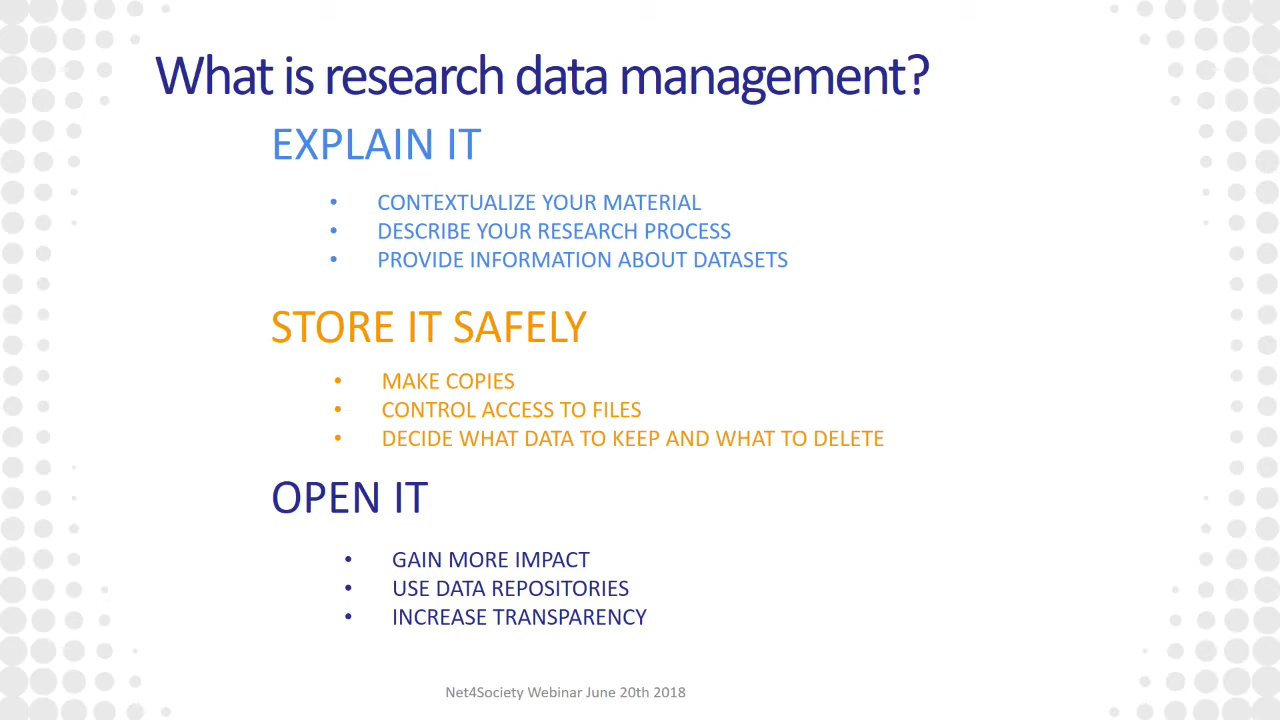 What is research data management?
EXPLAIN IT
• CONTEXTUALIZE YOUR MATERIAL
• DESCRIBE YOUR RESEARCH PROCESS
• PROVIDE INFORMATION ABOUT DATASETS
STORE IT SAFELY
• MAKE COPIES
• CONTROL ACCESS TO FILES
• DECIDE WHAT DATA TO KEEP AND WHAT TO DELETE
OPEN IT
• GAIN MORE IMPACT
• USE DATA REPOSITORIES
• INCREASE TRANSPARENCY
Net4Society Webinar June 20th 2018